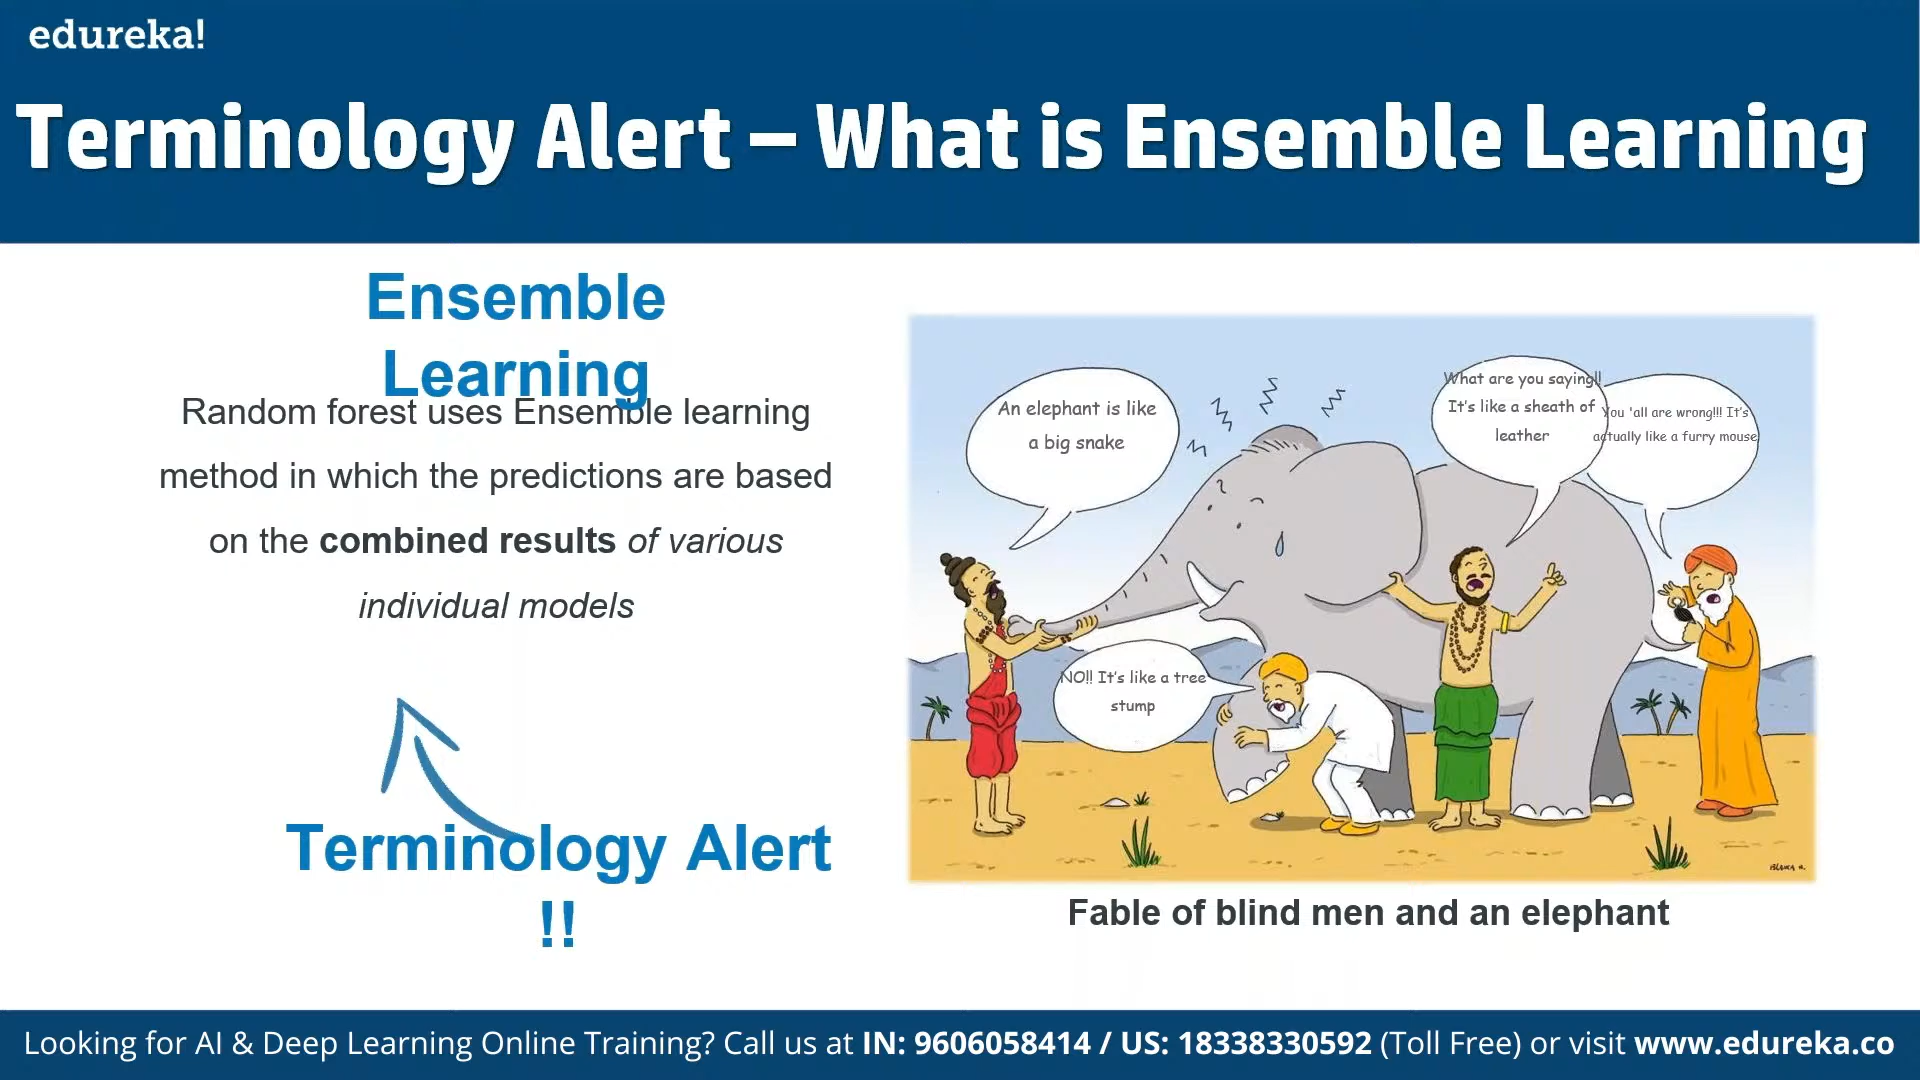 edureka!
Terminology Alert – What is Ensemble Learning
Ensemble
Learning
Random forest uses Ensemble learning
method in which the predictions are based
on the combined results of various
individual models
Terminology Alert
!!
An elephant is like
a big snake
What are you saying!!
It's like a sheath of
leather
You 'all are wrong!!! It's
actually like a furry mouse
NO!! It's like a tree
stump
BLANCA M.
Fable of blind men and an elephant
Looking for AI & Deep Learning Online Training? Call us at IN: 9606058414 / US: 18338330592 (Toll Free) or visit www.edureka.co